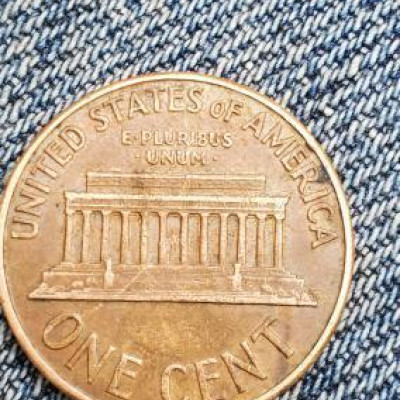 UNITED STATES OF AMERICA
E·PLURIBUS
·UNUM·
ONE CENT